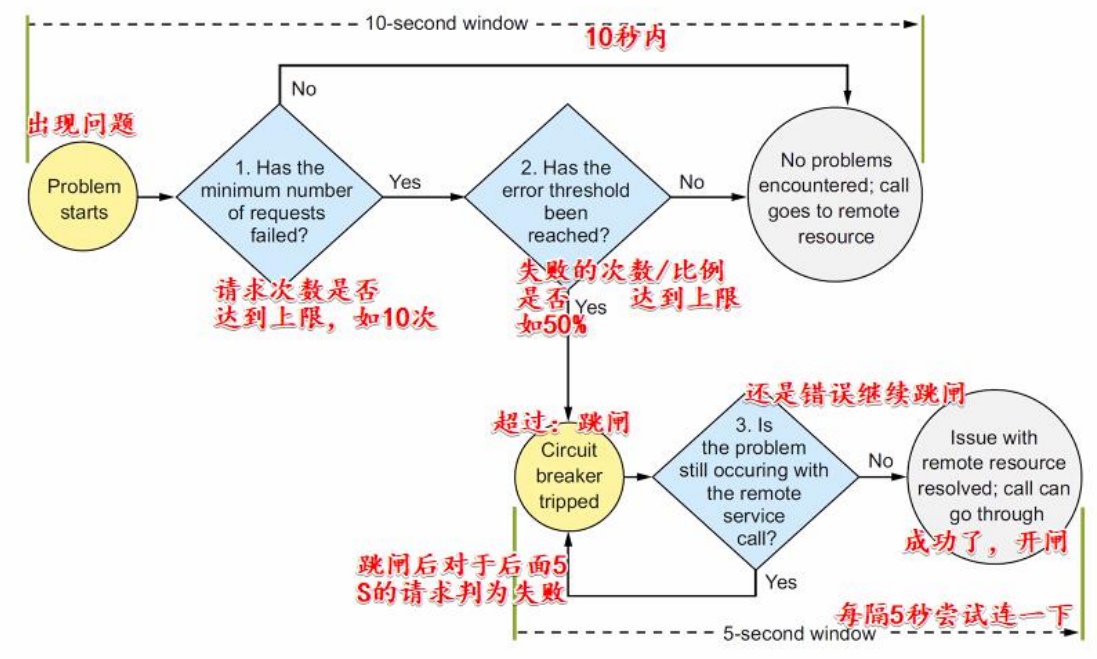 10-second window
10秒内
No
出现问题
Problem
starts
1. Has the
minimum number
of requests
failed?
Yes
2. Has the
error threshold
been
reached?
No
No problems
encountered; call
goes to remote
resource
请求次数是否
达到上限，如10次
失败的次数/比例
是否 达到上限
如50%
Yes
超过：跳闸
Circuit
breaker
tripped
还是错误继续跳闸
3. Is
the problem
still occuring with
the remote
service
call?
No
Issue with
remote resource
resolved; call can
go through
成功了，开闸
跳闸后对于后面5
S的请求判为失败
Yes
每隔5秒尝试连一下
5-second window